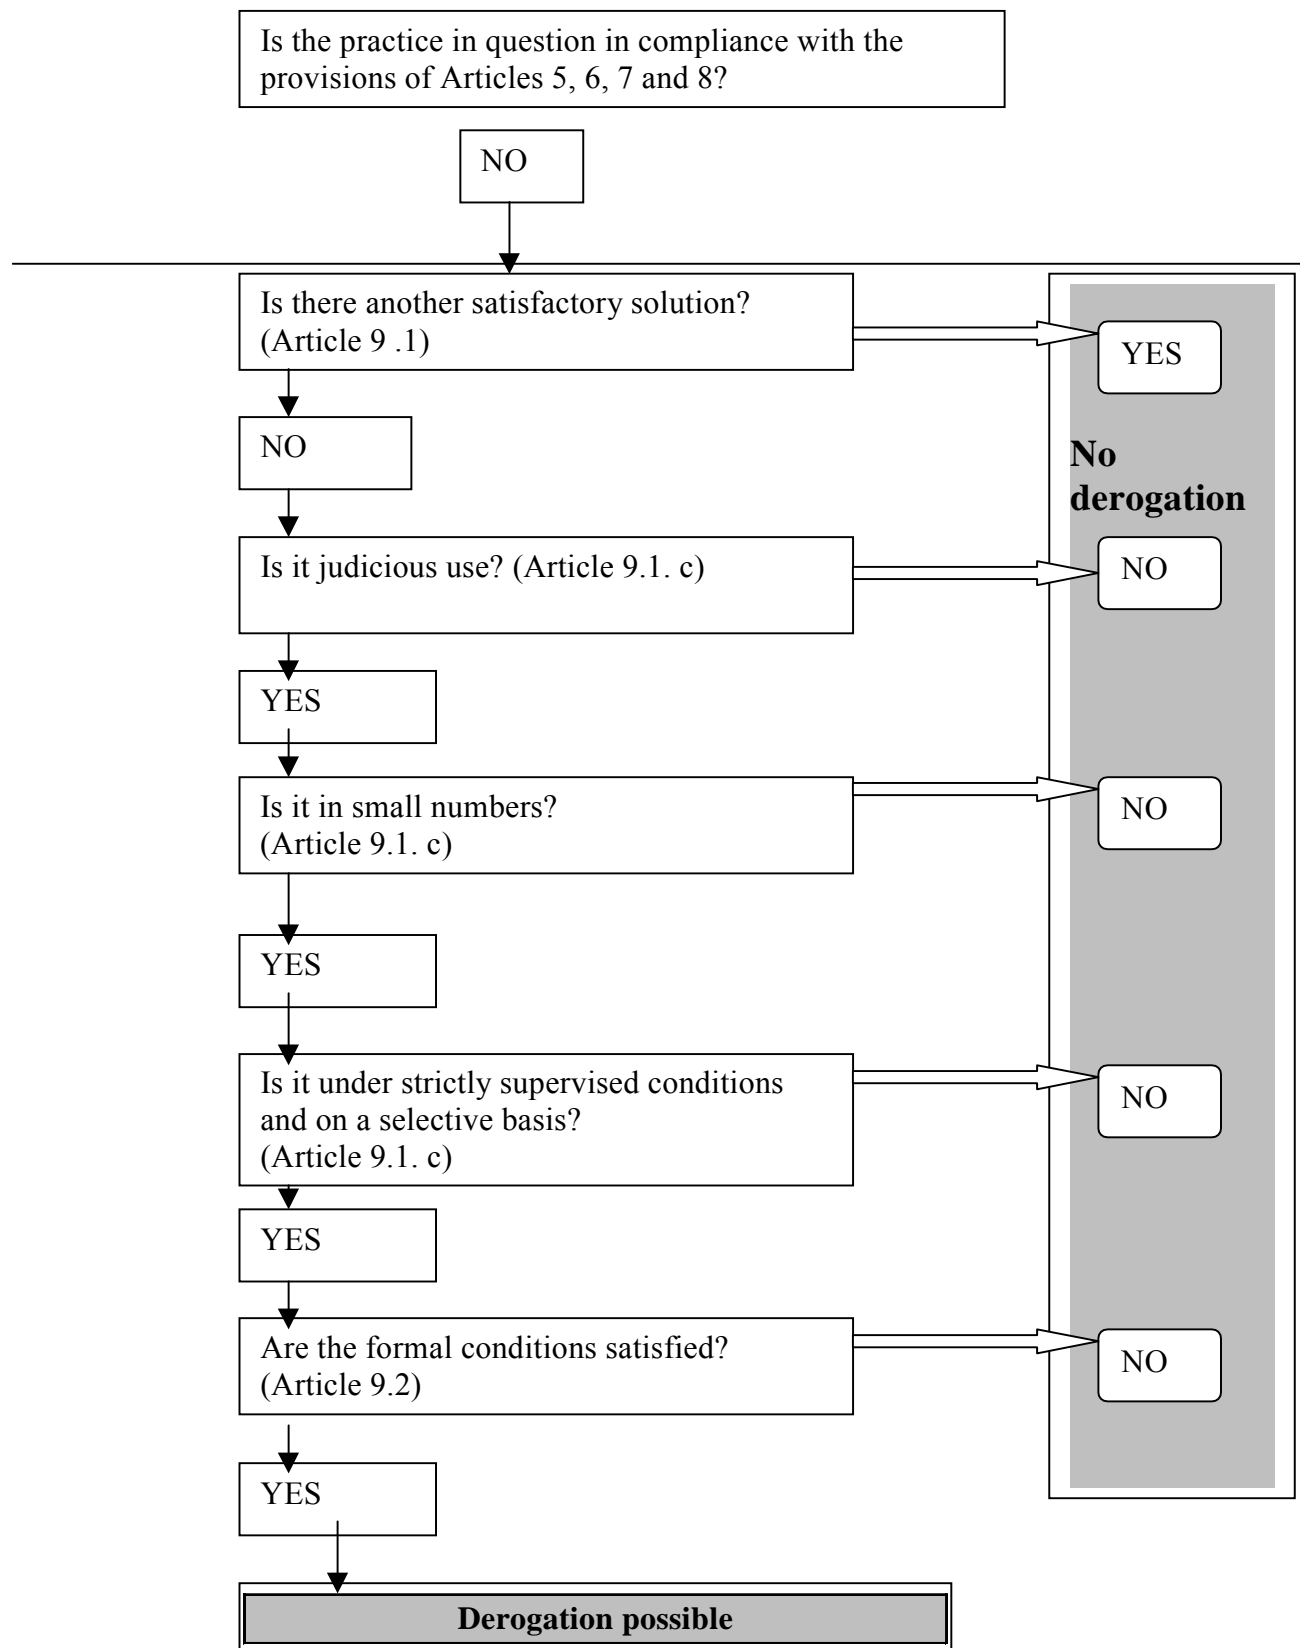 Is the practice in question in compliance with the
provisions of Articles 5, 6, 7 and 8?
NO
Is there another satisfactory solution?
(Article 9 .1)
YES
NO
No
derogation
Is it judicious use? (Article 9.1. c)
NO
YES
Is it in small numbers?
(Article 9.1. c)
NO
YES
Is it under strictly supervised conditions
and on a selective basis?
(Article 9.1. c)
NO
YES
Are the formal conditions satisfied?
(Article 9.2)
NO
YES
Derogation possible